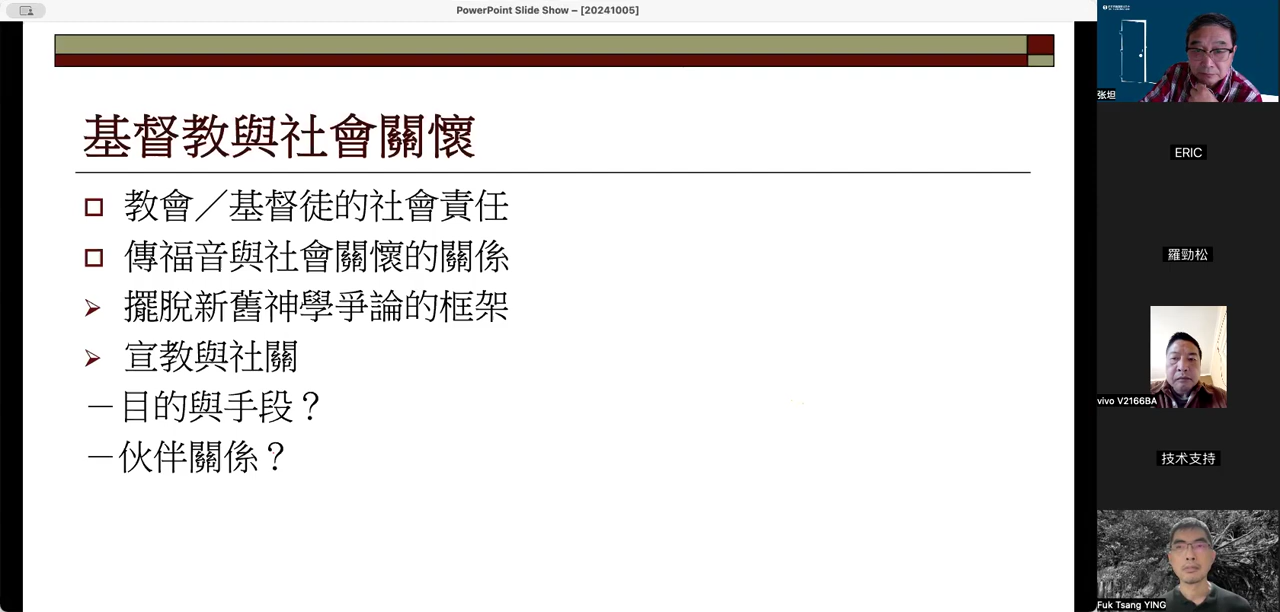 PowerPoint Slide Show – [20241005]
基督教與社會關懷
教會／基督徒的社會責任
傳福音與社會關懷的關係
擺脫新舊神學爭論的框架
宣教與社關
－目的與手段？
－伙伴關係？
张坦
ERIC
羅勁松
vivo V2166BA
技术支持
Fuk Tsang YING